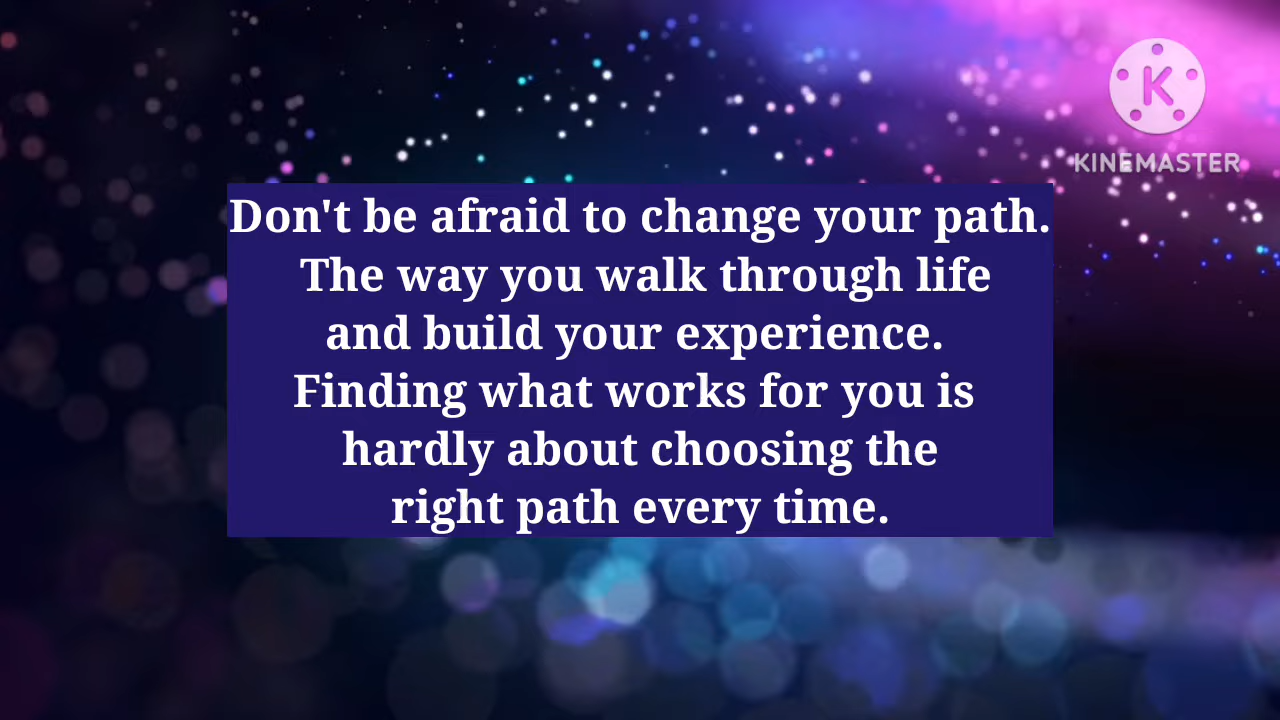 KINEMASTER
Don't be afraid to change your path.
The way you walk through life
and build your experience.
Finding what works for you is
hardly about choosing the
right path every time.